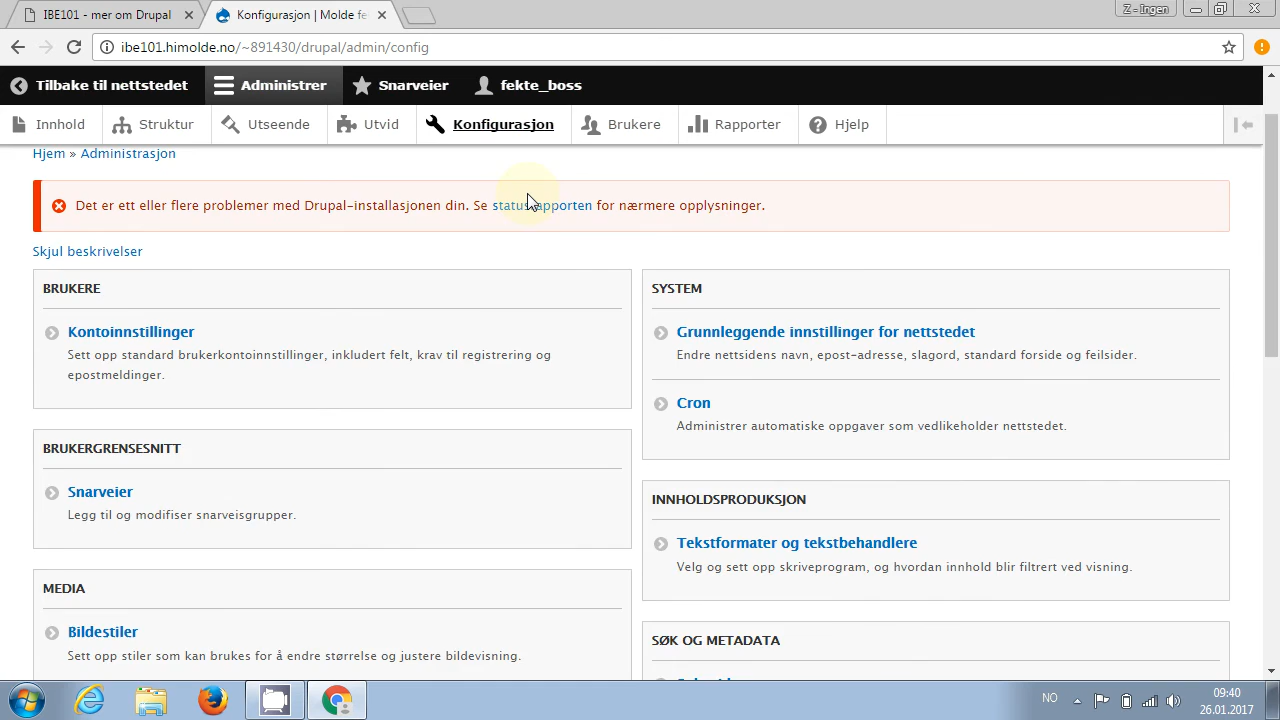 IBE101 - mer om Drupal
Konfigurasjon | Molde fe
Z - Ingen
ibe101.himolde.no/~891430/drupal/admin/config
Tilbake til nettstedet
Administrer
Snarveier
fekte_boss
Innhold
Struktur
Utseende
Utvid
Konfigurasjon
Brukere
Rapporter
Hjelp
Hjem » Administrasjon
Det er ett eller flere problemer med Drupal-installasjonen din. Se statusrapporten for nærmere opplysninger.
Skjul beskrivelser
BRUKERE
Kontoinnstillinger
Sett opp standard brukerkontoinnstillinger, inkludert felt, krav til registrering og
epostmeldinger.
BRUKERGRENSESNITT
Snarveier
Legg til og modifiser snarveisgrupper.
MEDIA
Bildestiler
Sett opp stiler som kan brukes for å endre størrelse og justere bildevisning.
SYSTEM
Grunnleggende innstillinger for nettstedet
Endre nettsidens navn, epost-adresse, slagord, standard forside og feilsider.
Cron
Administrer automatiske oppgaver som vedlikeholder nettstedet.
INNHOLDSPRODUKSJON
Tekstformater og tekstbehandlere
Velg og sett opp skriveprogram, og hvordan innhold blir filtrert ved visning.
SØK OG METADATA
NO
09:40
26.01.2017